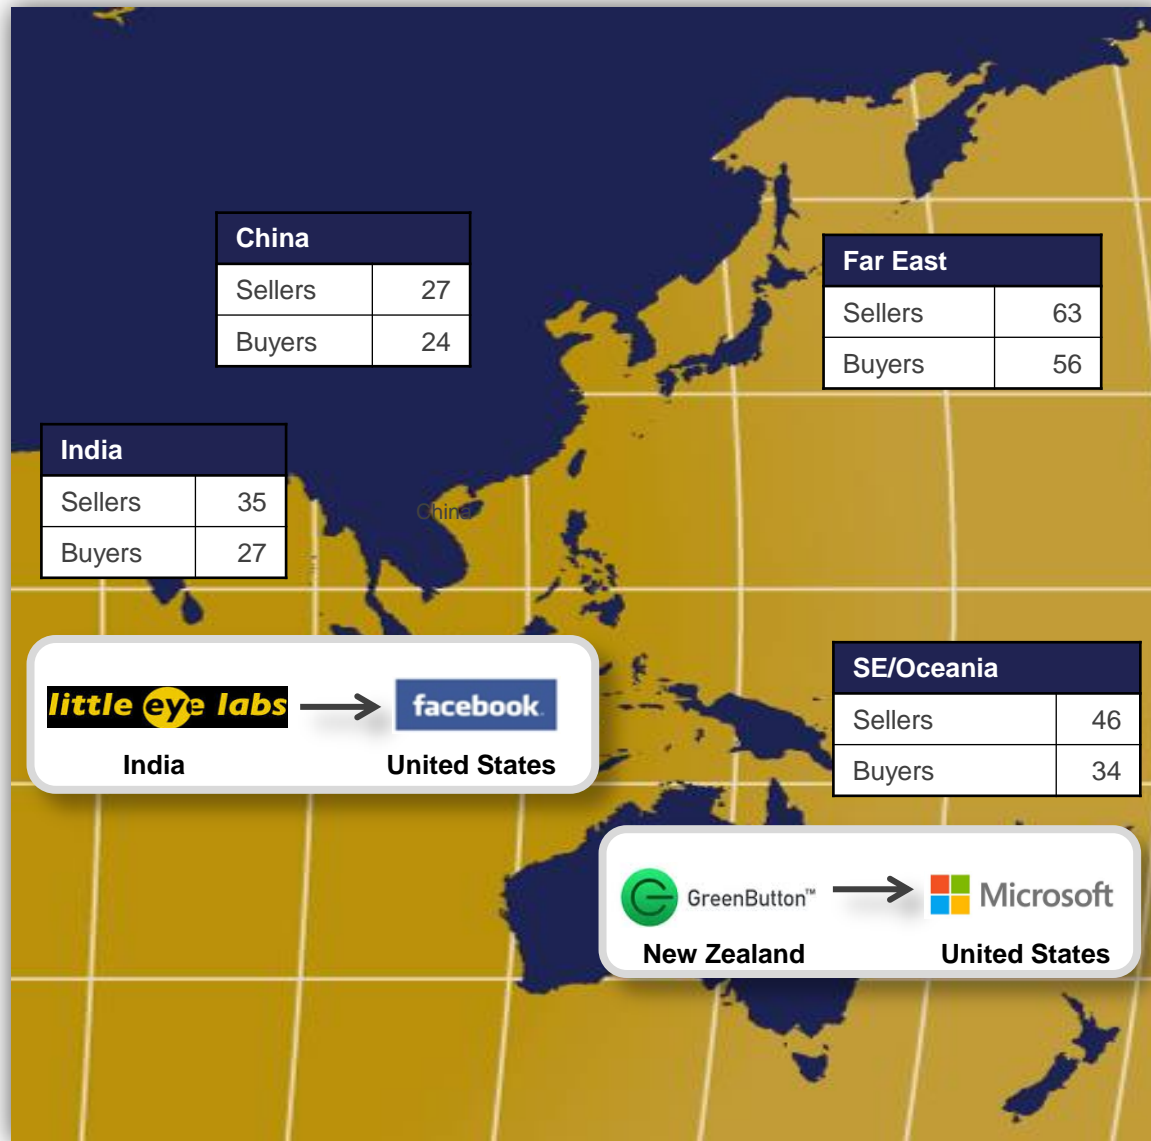 China
Sellers 27
Buyers 24
Far East
Sellers 63
Buyers 56
India
Sellers 35
Buyers 27
China
little eye labs
facebook
India United States
SE/Oceania
Sellers 46
Buyers 34
GreenButton™
Microsoft
New Zealand United States